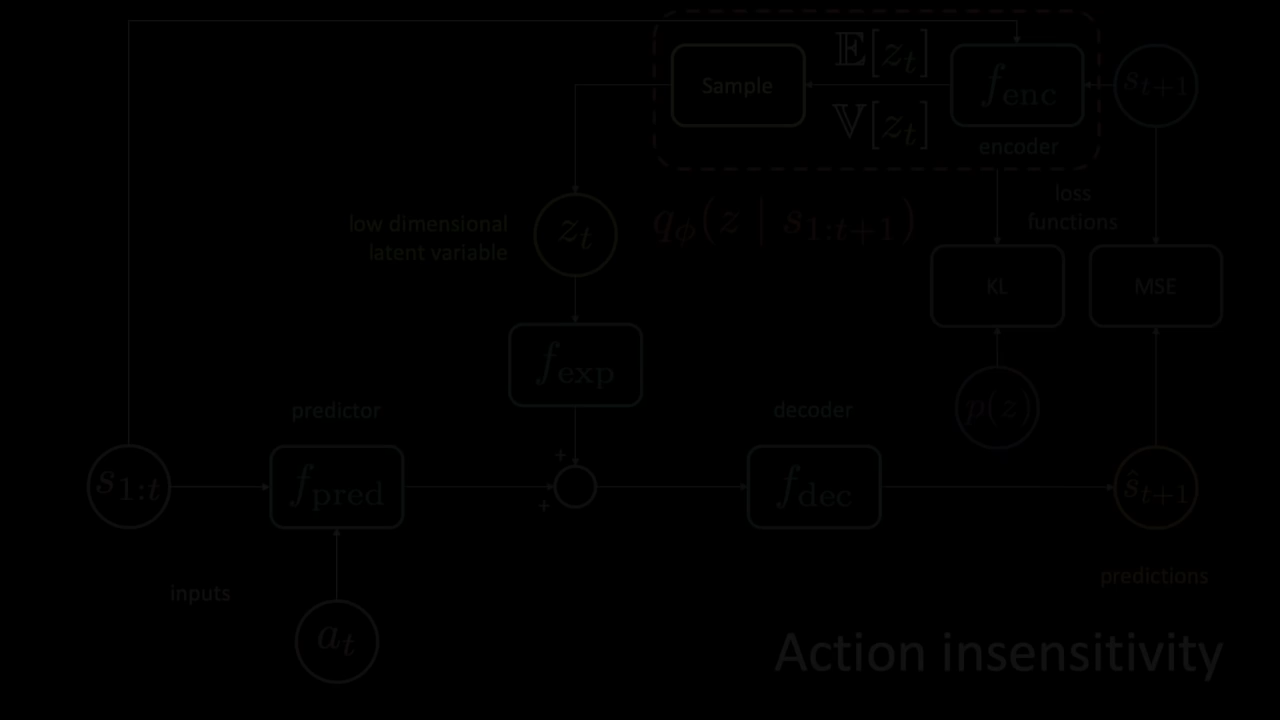 𝔼[z_t]
Sample
f_enc
s_{t+1}
𝕍[z_t]
encoder
loss
functions
low dimensional
latent variable
z_t
q_ϕ(z | s_{1:t+1})
KL
MSE
f_exp
predictor
decoder
p(z)
+
s_{1:t}
f_pred
+
f_dec
ŝ_{t+1}
inputs
predictions
a_t
Action insensitivity